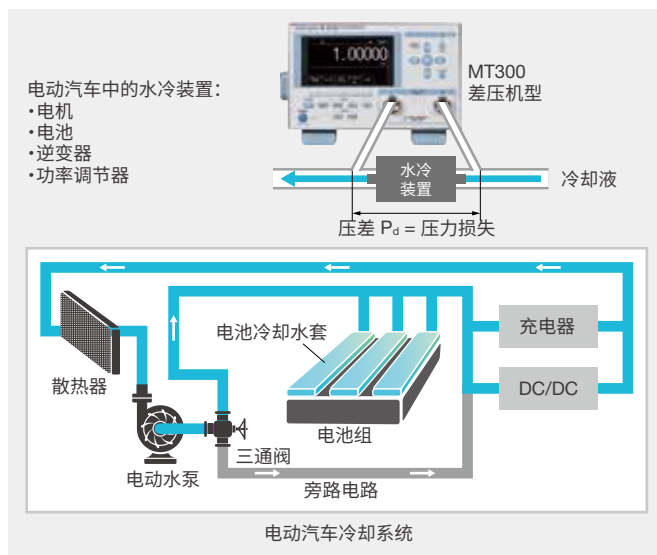 1.00000
MT300
差压机型
电动汽车中的水冷装置：
·电机
·电池
·逆变器
·功率调节器
水冷
装置
冷却液
压差 Pd = 压力损失
充电器
电池冷却水套
DC/DC
散热器
电池组
三通阀
电动水泵
旁路电路
电动汽车冷却系统